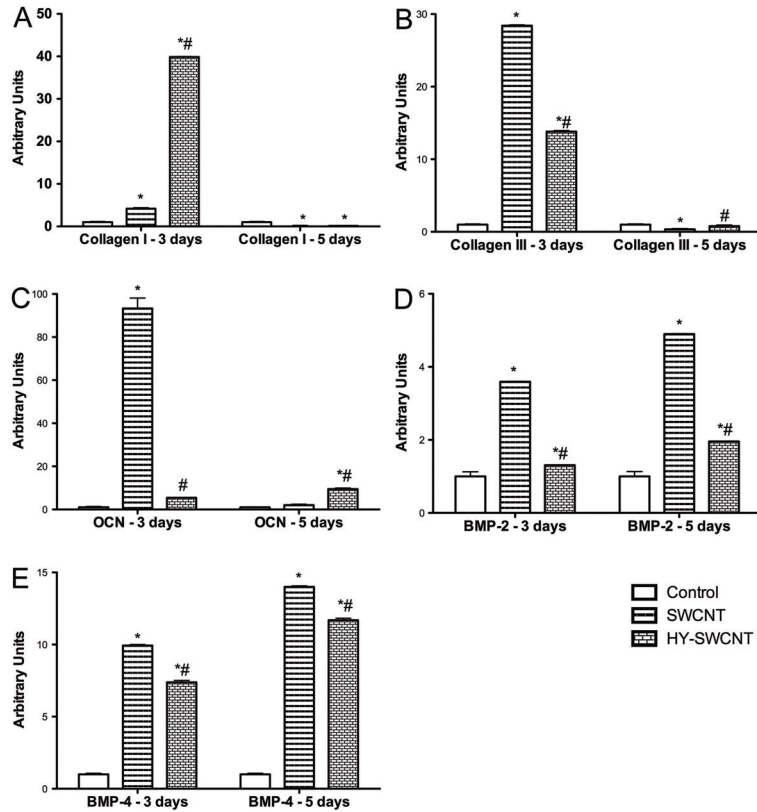 A
Arbitrary Units
50
40
30
20
10
0
*
*#
*
*
Collagen I - 3 days
Collagen I - 5 days
B
Arbitrary Units
30
20
10
0
*
*#
*
#
Collagen III - 3 days
Collagen III - 5 days
C
Arbitrary Units
100
80
60
40
20
0
*
#
*#
OCN - 3 days
OCN - 5 days
D
Arbitrary Units
6
4
2
0
*
*#
*
*#
BMP-2 - 3 days
BMP-2 - 5 days
E
Arbitrary Units
15
10
5
0
*
*#
*
*#
BMP-4 - 3 days
BMP-4 - 5 days
Control
SWCNT
HY-SWCNT